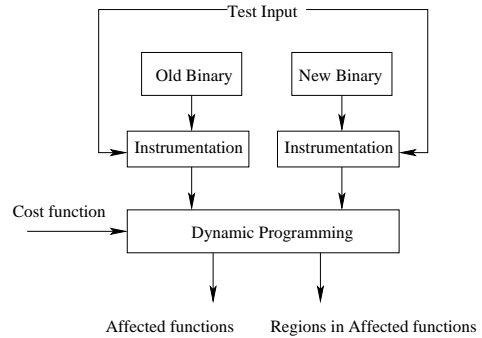 Test Input
Old Binary
New Binary
Instrumentation
Instrumentation
Cost function
Dynamic Programming
Affected functions
Regions in Affected functions